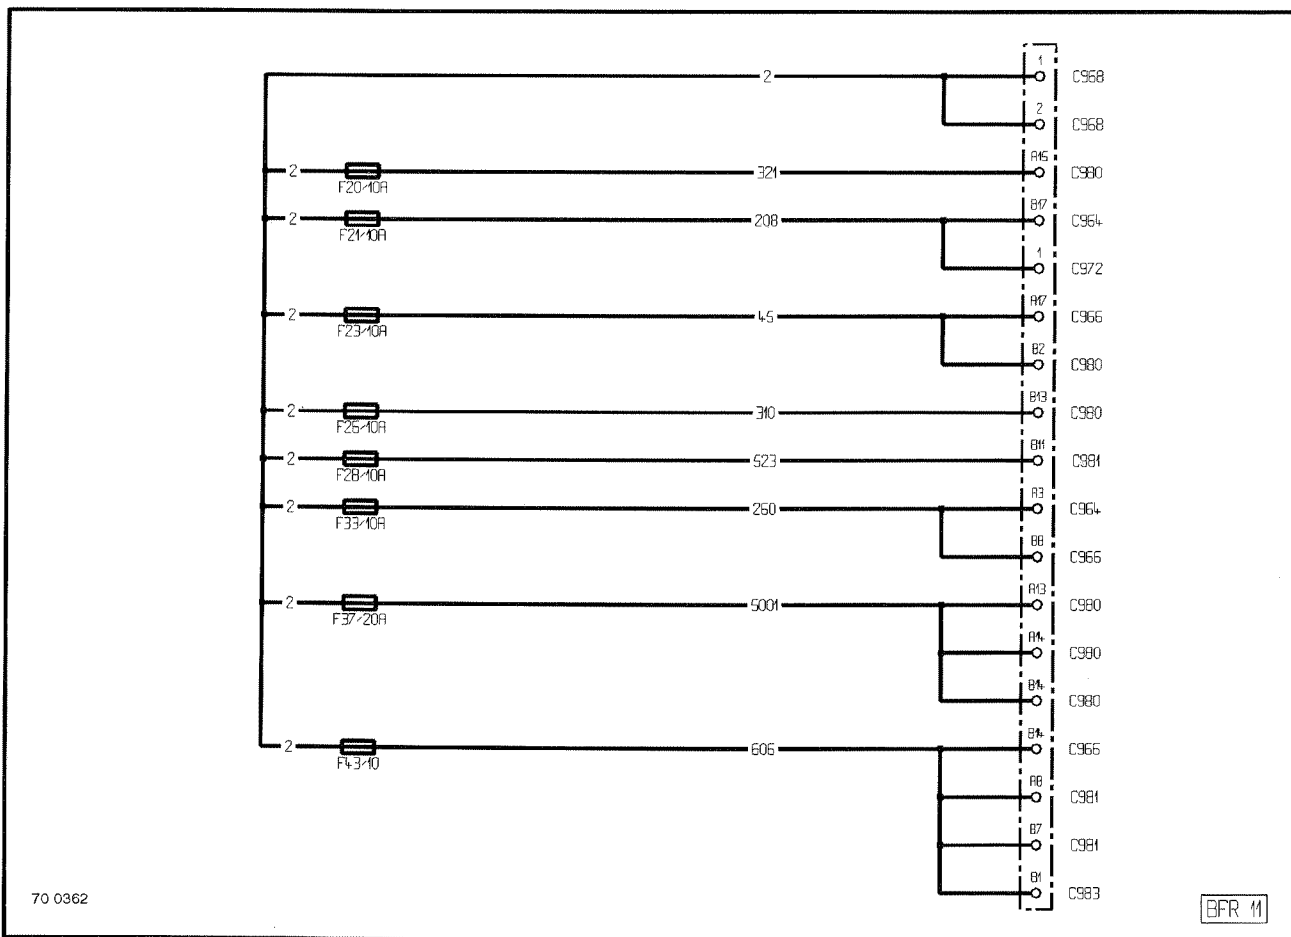 1
2 C968
2
C968
A15
2 321 C980
F20/10A
B17
2 208 C964
F21/10A
1
C972
A17
2 45 C966
F23/10A
B2
C980
B13
2 310 C980
F26/10A
B11
2 523 C981
F28/10A
A3
2 260 C964
F33/10A
B8
C966
A13
2 5001 C980
F37/20A
A14
C980
B14
C980
B14
2 606 C966
F43/10
A8
C981
B7
C981
B1
C983
70 0362
BFR 11